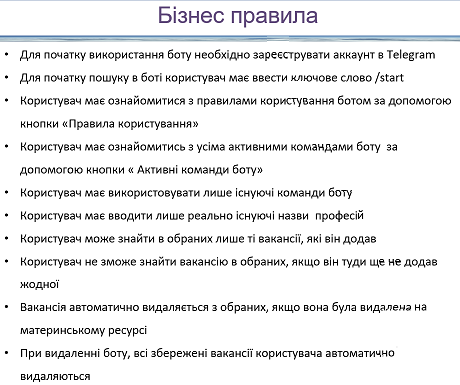 Бізнес правила
• Для початку використання боту необхідно зареєструвати аккаунт в Telegram
• Для початку пошуку в боті користувач має ввести ключове слово /start
• Користувач має ознайомитися з правилами користування ботом за допомогою
кнопки «Правила користування»
• Користувач має ознайомитись з усіма активними командами боту за
допомогою кнопки « Активні команди боту»
• Користувач має використовувати лише існуючі команди боту
• Користувач має вводити лише реально існуючі назви професій
• Користувач може знайти в обраних лише ті вакансії, які він додав
• Користувач не зможе знайти вакансію в обраних, якщо він туди ще не додав
жодної
• Вакансія автоматично видаляється з обраних, якщо вона була видалена на
материнському ресурсі
• При видаленні боту, всі збережені вакансії користувача автоматично
видаляються